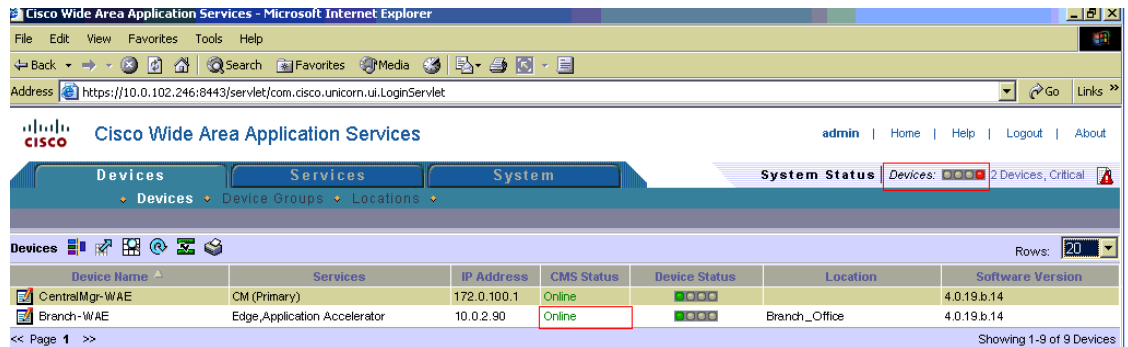 Cisco Wide Area Application Services - Microsoft Internet Explorer
File Edit View Favorites Tools Help
Back Search Favorites Media
Address https://10.0.102.246:8443/servlet/com.cisco.unicorn.ui.LoginServlet Go Links »
CISCO Cisco Wide Area Application Services admin | Home | Help | Logout | About
Devices Services System System Status Devices: 2 Devices, Critical
Devices Device Groups Locations
Devices Rows: 20
Device Name Services IP Address CMS Status Device Status Location Software Version
CentralMgr-WAE CM (Primary) 172.0.100.1 Online 4.0.19.b.14
Branch-WAE Edge,Application Accelerator 10.0.2.90 Online Branch_Office 4.0.19.b.14
<< Page 1 >> Showing 1-9 of 9 Devices